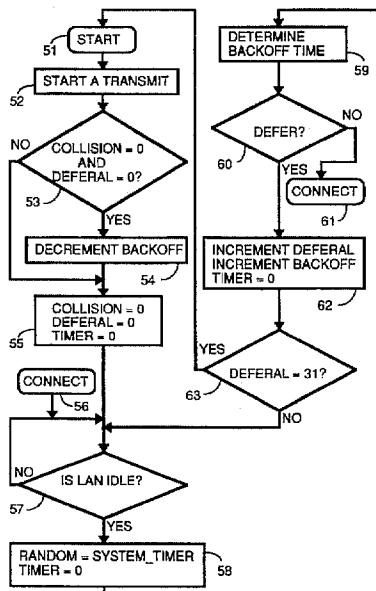 51
START
START A TRANSMIT
52
NO
COLLISION = 0
AND
DEFERAL = 0?
53
YES
DECREMENT BACKOFF
54
COLLISION = 0
DEFERAL = 0
TIMER = 0
55
CONNECT
56
NO
IS LAN IDLE?
57
YES
RANDOM = SYSTEM_TIMER
TIMER = 0
58
DETERMINE
BACKOFF TIME
59
DEFER?
NO
60
YES
CONNECT
61
INCREMENT DEFERAL
INCREMENT BACKOFF
TIMER = 0
62
YES
DEFERAL = 31?
63
NO